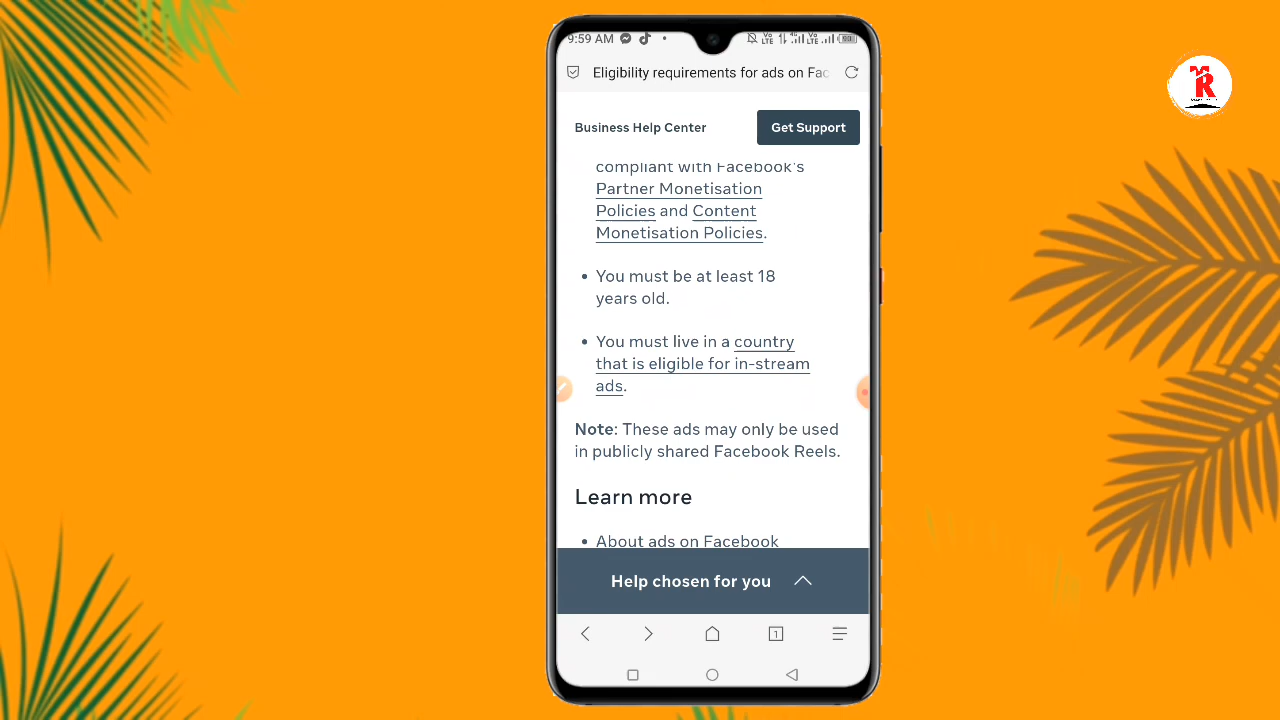 9:59 AM
Eligibility requirements for ads on Fac
Business Help Center
Get Support
compliant with Facebook's
Partner Monetisation
Policies and Content
Monetisation Policies.
• You must be at least 18
years old.
• You must live in a country
that is eligible for in-stream
ads.
Note: These ads may only be used
in publicly shared Facebook Reels.
Learn more
• About ads on Facebook
Help chosen for you
1